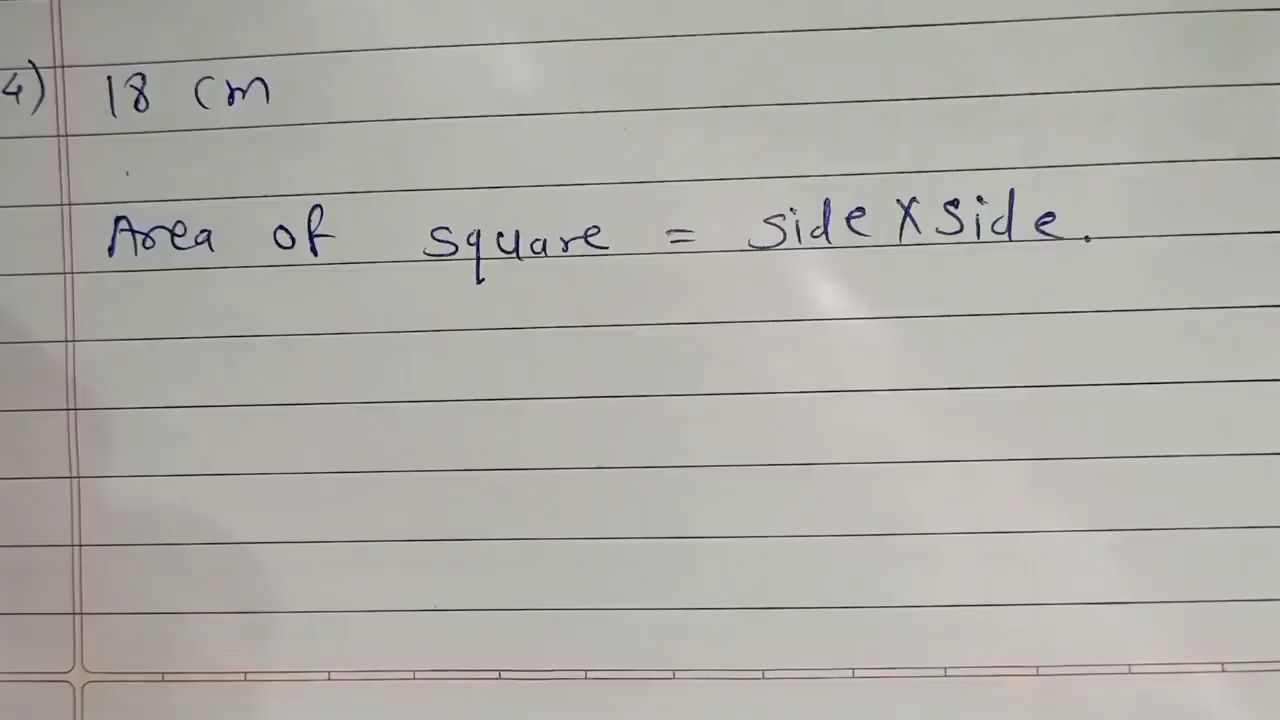 4) 18 cm
Area of square = side X side.